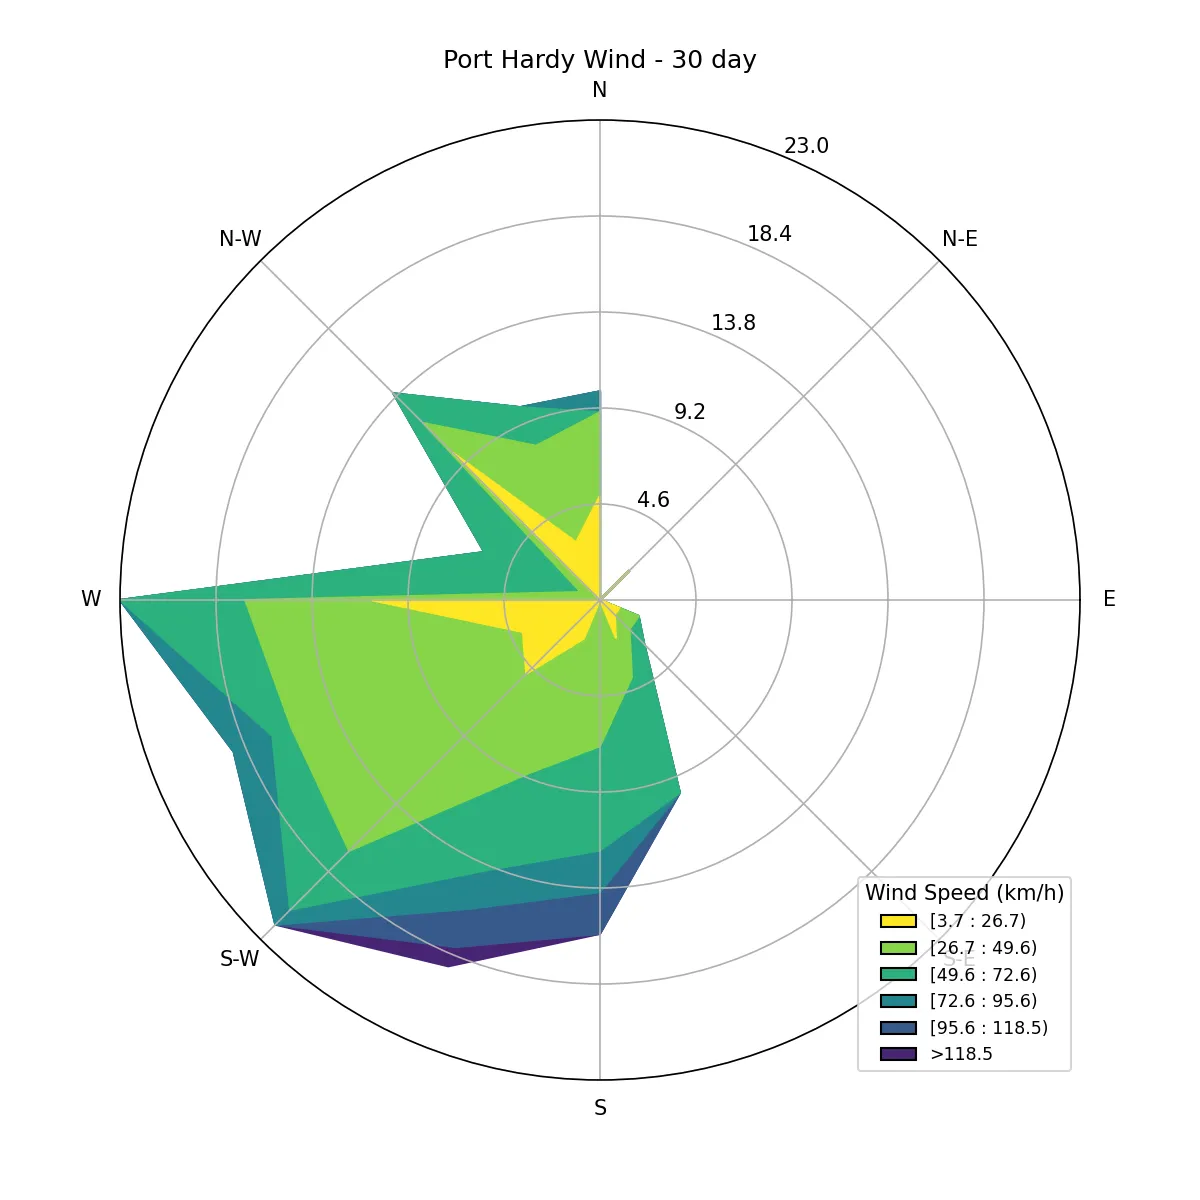 Port Hardy Wind - 30 day
N
23.0
N-W
18.4
N-E
13.8
9.2
4.6
W
E
S-W
S-E
S
Wind Speed (km/h)
[3.7 : 26.7)
[26.7 : 49.6)
[49.6 : 72.6)
[72.6 : 95.6)
[95.6 : 118.5)
>118.5